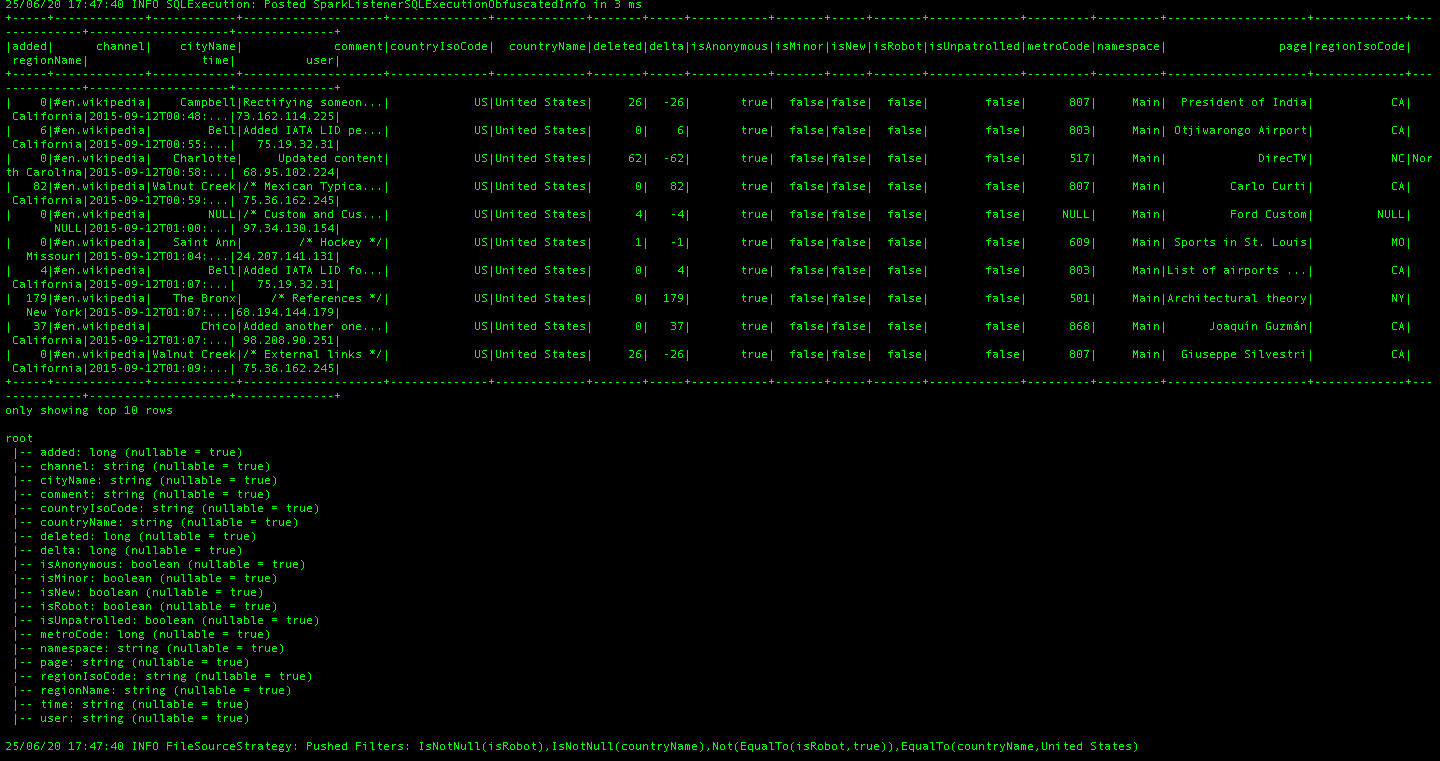 25/06/20 17:47:40 INFO SQLExecution: Posted SparkListenerSQLExecutionObfuscatedInfo in 3 ms
+-----+-------------+------------+--------------------+--------------+-------------+-------+-----+-----------+-------+-----+-------+-------------+---------+---------+--------------------+-------------+---
-----------+--------------------+--------------+
|added|      channel|    cityName|             comment|countryIsoCode|  countryName|deleted|delta|isAnonymous|isMinor|isNew|isRobot|isUnpatrolled|metroCode|namespace|                page|regionIsoCode|
 regionName|                time|          user|
+-----+-------------+------------+--------------------+--------------+-------------+-------+-----+-----------+-------+-----+-------+-------------+---------+---------+--------------------+-------------+---
-----------+--------------------+--------------+
|    0|#en.wikipedia|    Campbell|Rectifying someon...|            US|United States|     26|  -26|       true|  false|false|  false|        false|      807|     Main|  President of India|           CA|
 California|2015-09-12T00:48:...|73.162.114.225|
|    6|#en.wikipedia|        Bell|Added IATA LID pe...|            US|United States|      0|    6|       true|  false|false|  false|        false|      803|     Main| Otjiwarongo Airport|           CA|
 California|2015-09-12T00:55:...|   75.19.32.31|
|    0|#en.wikipedia|   Charlotte|     Updated content|            US|United States|     62|  -62|       true|  false|false|  false|        false|      517|     Main|             DirecTV|           NC|Nor
th Carolina|2015-09-12T00:58:...| 68.95.102.224|
|   82|#en.wikipedia|Walnut Creek|/* Mexican Typica...|            US|United States|      0|   82|       true|  false|false|  false|        false|      807|     Main|         Carlo Curti|           CA|
 California|2015-09-12T00:59:...| 75.36.162.245|
|    0|#en.wikipedia|        NULL|/* Custom and Cus...|            US|United States|      4|   -4|       true|  false|false|  false|        false|     NULL|     Main|         Ford Custom|         NULL|
       NULL|2015-09-12T01:00:...| 97.34.130.154|
|    0|#en.wikipedia|   Saint Ann|        /* Hockey */|            US|United States|      1|   -1|       true|  false|false|  false|        false|      609|     Main| Sports in St. Louis|           MO|
   Missouri|2015-09-12T01:04:...|24.207.141.131|
|    4|#en.wikipedia|        Bell|Added IATA LID fo...|            US|United States|      0|    4|       true|  false|false|  false|        false|      803|     Main|List of airports ...|           CA|
 California|2015-09-12T01:07:...|   75.19.32.31|
|  179|#en.wikipedia|   The Bronx|    /* References */|            US|United States|      0|  179|       true|  false|false|  false|        false|      501|     Main|Architectural theory|           NY|
   New York|2015-09-12T01:07:...|68.194.144.179|
|   37|#en.wikipedia|       Chico|Added another one...|            US|United States|      0|   37|       true|  false|false|  false|        false|      868|     Main|      Joaquín Guzmán|           CA|
 California|2015-09-12T01:07:...| 98.208.90.251|
|    0|#en.wikipedia|Walnut Creek|/* External links */|            US|United States|     26|  -26|       true|  false|false|  false|        false|      807|     Main|  Giuseppe Silvestri|           CA|
 California|2015-09-12T01:09:...| 75.36.162.245|
+-----+-------------+------------+--------------------+--------------+-------------+-------+-----+-----------+-------+-----+-------+-------------+---------+---------+--------------------+-------------+---
-----------+--------------------+--------------+
only showing top 10 rows

root
 |-- added: long (nullable = true)
 |-- channel: string (nullable = true)
 |-- cityName: string (nullable = true)
 |-- comment: string (nullable = true)
 |-- countryIsoCode: string (nullable = true)
 |-- countryName: string (nullable = true)
 |-- deleted: long (nullable = true)
 |-- delta: long (nullable = true)
 |-- isAnonymous: boolean (nullable = true)
 |-- isMinor: boolean (nullable = true)
 |-- isNew: boolean (nullable = true)
 |-- isRobot: boolean (nullable = true)
 |-- isUnpatrolled: boolean (nullable = true)
 |-- metroCode: long (nullable = true)
 |-- namespace: string (nullable = true)
 |-- page: string (nullable = true)
 |-- regionIsoCode: string (nullable = true)
 |-- regionName: string (nullable = true)
 |-- time: string (nullable = true)
 |-- user: string (nullable = true)

25/06/20 17:47:40 INFO FileSourceStrategy: Pushed Filters: IsNotNull(isRobot),IsNotNull(countryName),Not(EqualTo(isRobot,true)),EqualTo(countryName,United States)